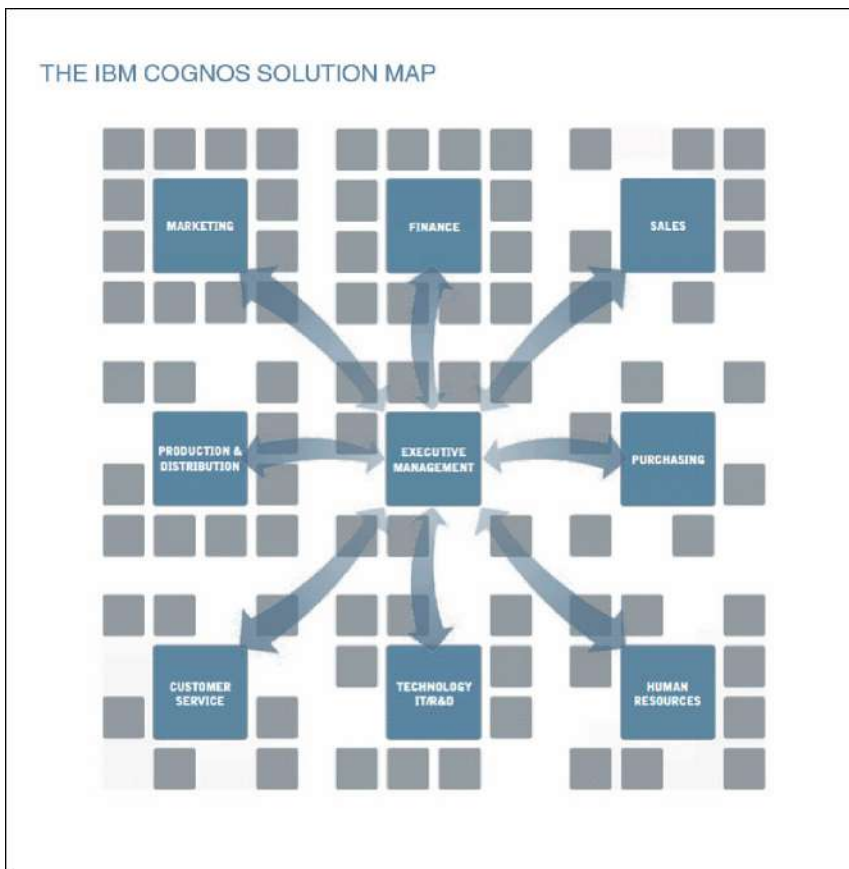 THE IBM COGNOS SOLUTION MAP
MARKETING
FINANCE
SALES
PRODUCTION &
DISTRIBUTION
EXECUTIVE
MANAGEMENT
PURCHASING
CUSTOMER
SERVICE
TECHNOLOGY
IT/R&D
HUMAN
RESOURCES